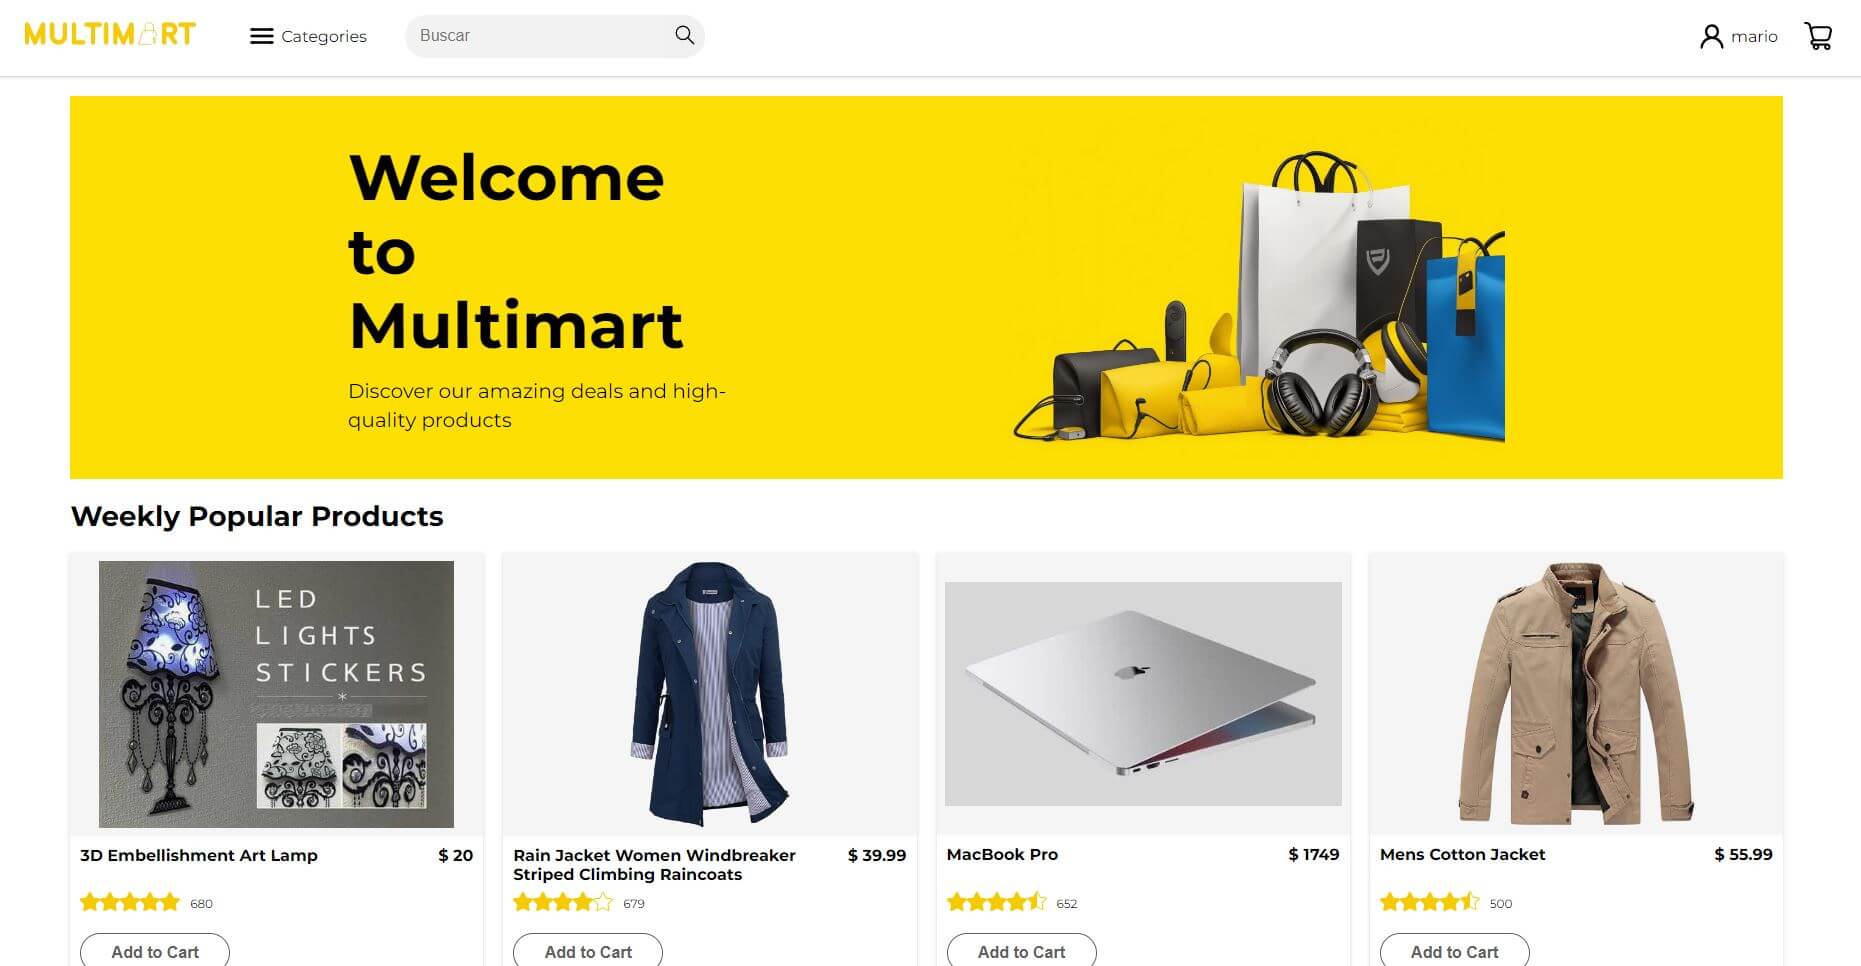 MULTIMART
Categories
Buscar
mario
Welcome
to
Multimart
Discover our amazing deals and high-
quality products
Weekly Popular Products
LED
LIGHTS
STICKERS
3D Embellishment Art Lamp
$ 20
680
Add to Cart
Rain Jacket Women Windbreaker
Striped Climbing Raincoats
$ 39.99
679
Add to Cart
MacBook Pro
$ 1749
652
Add to Cart
Mens Cotton Jacket
$ 55.99
500
Add to Cart